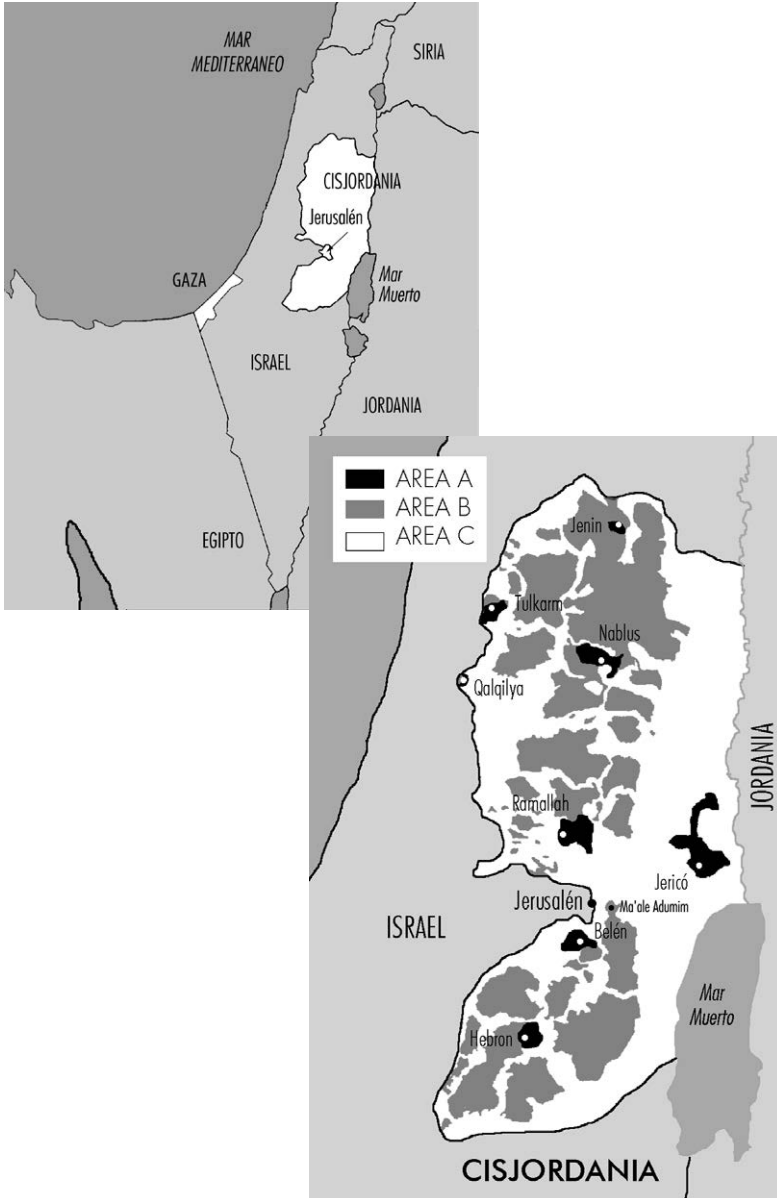 MAR
MEDITERRANEO
SIRIA
CISJORDANIA
Jerusalén
GAZA
Mar
Muerto
ISRAEL
JORDANIA
EGIPTO
AREA A
AREA B
AREA C
Jenin
Tulkarm
Nablus
Qalqilya
JORDANIA
Ramallah
Jericó
Jerusalén
Ma'ale Adumim
ISRAEL
Belén
Mar
Muerto
Hebron
CISJORDANIA